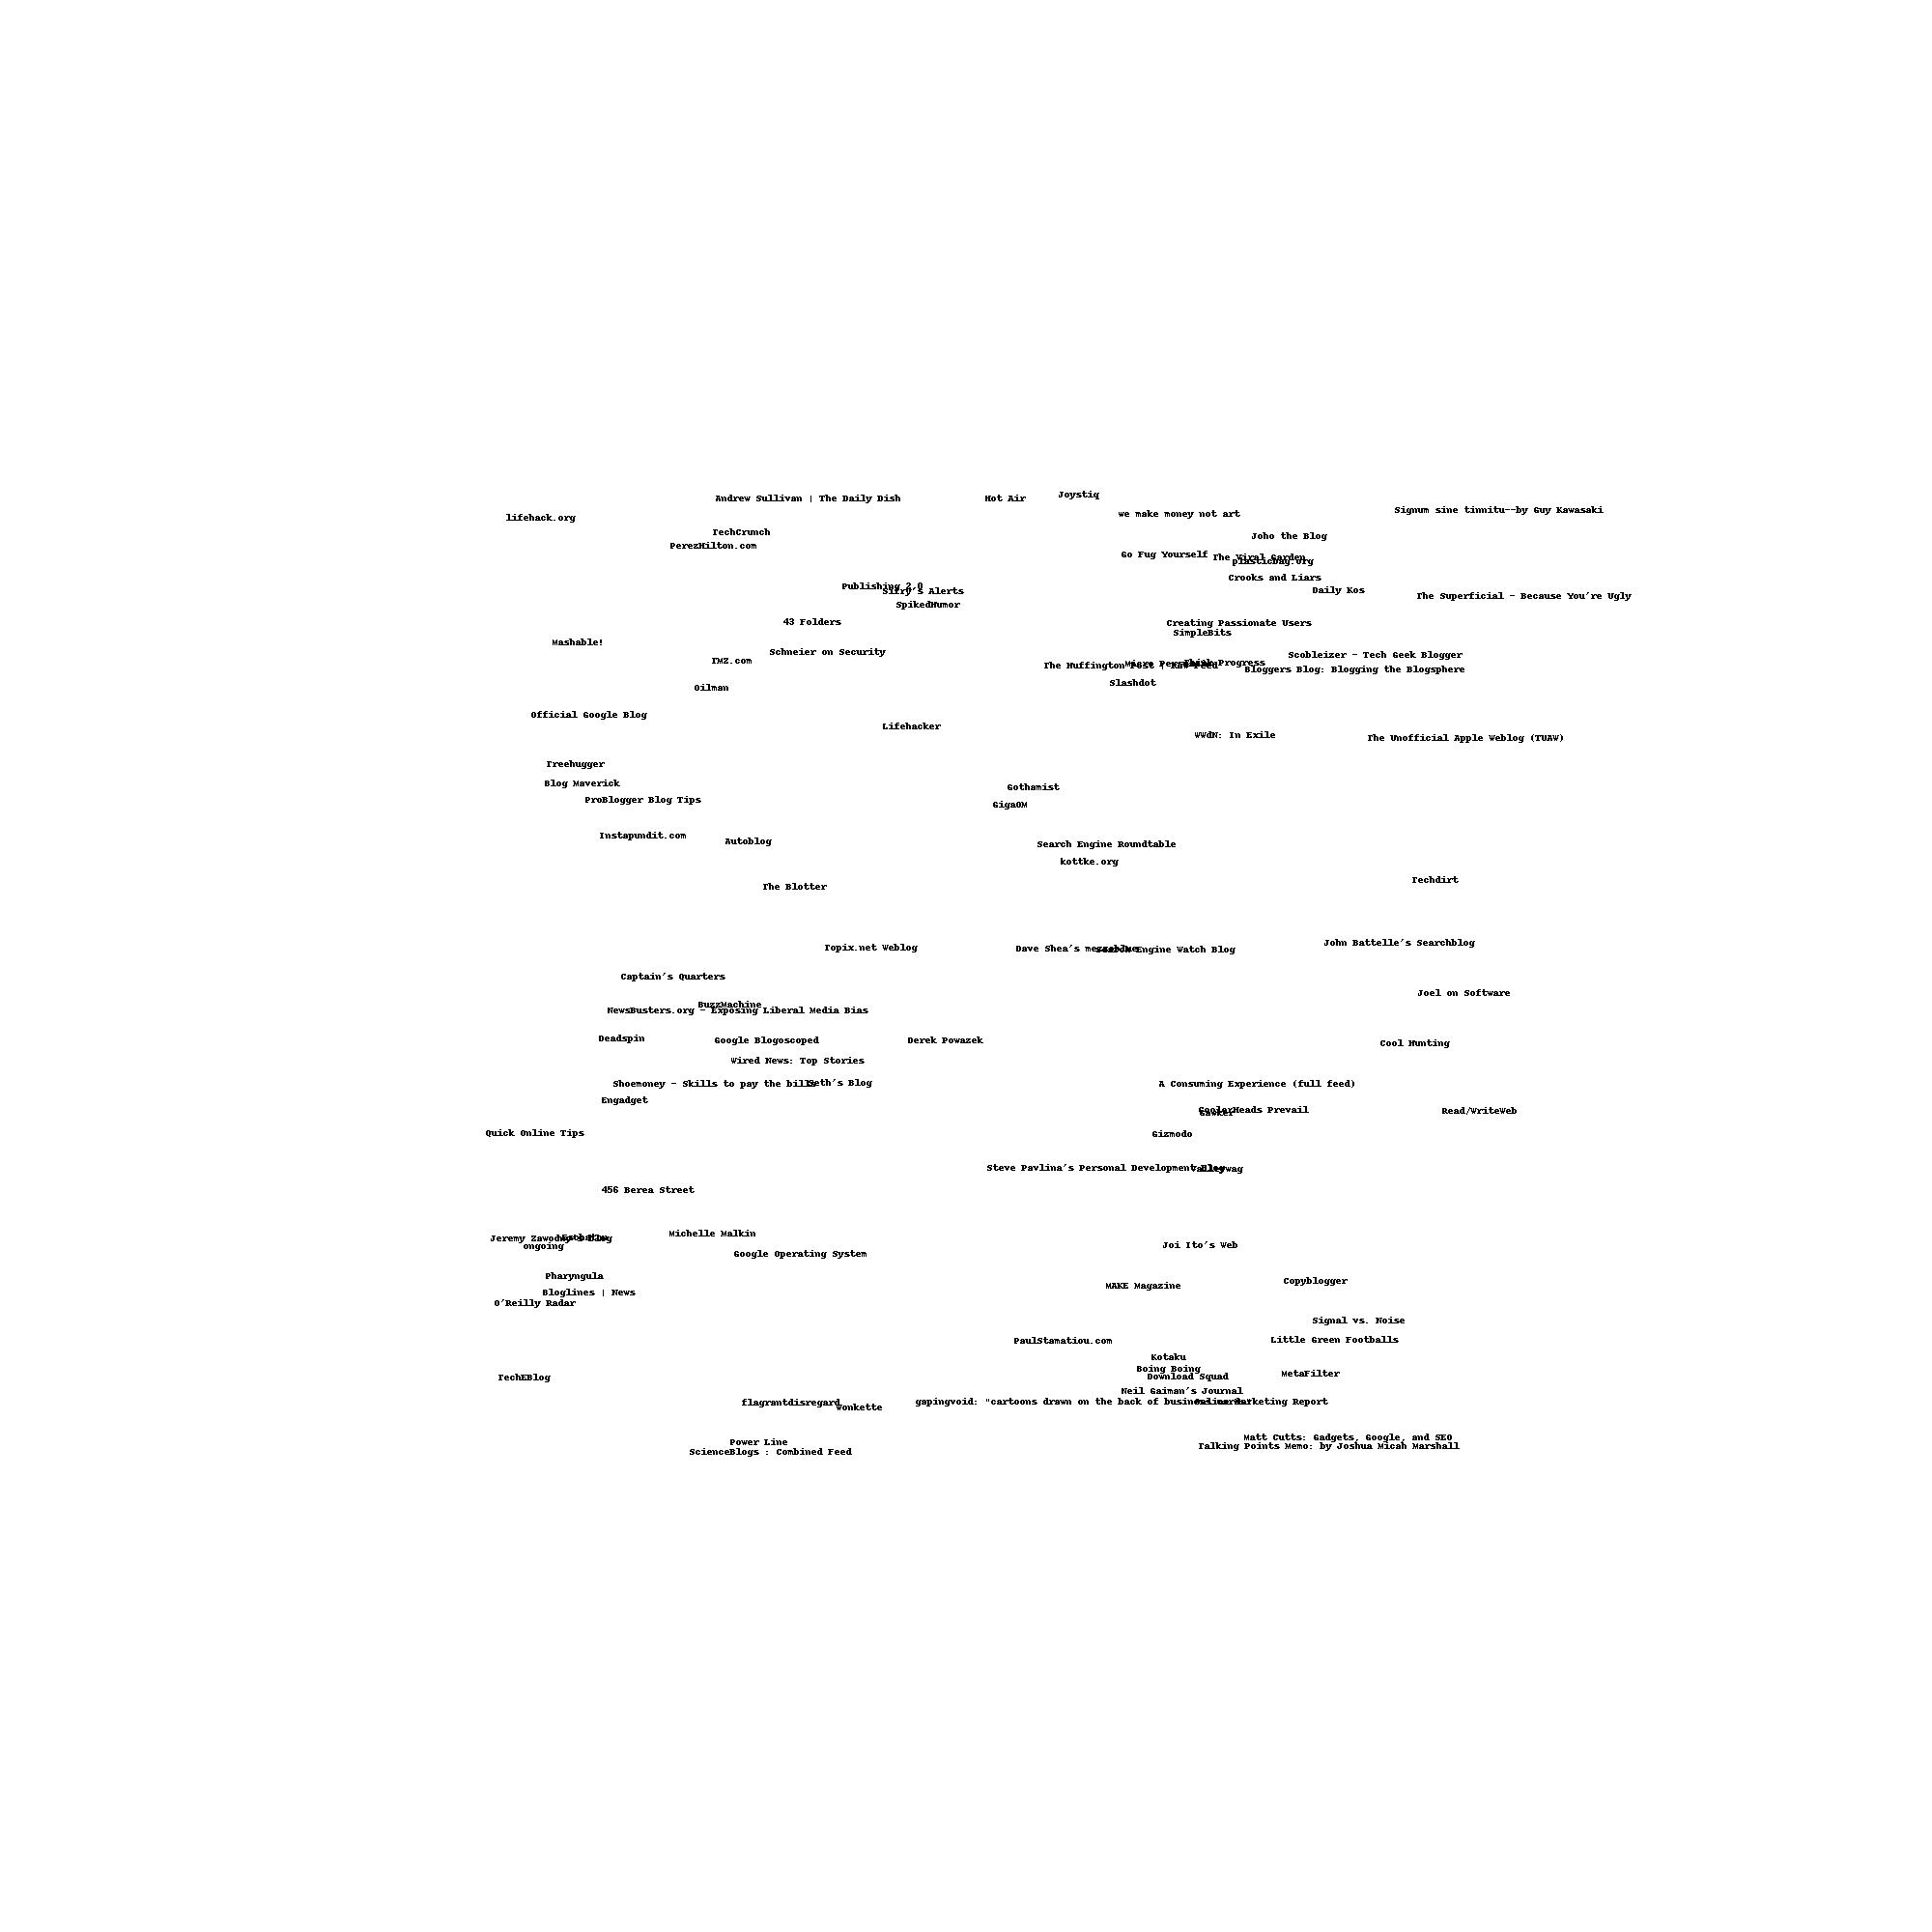 Joystiq
Andrew Sullivan | The Daily Dish
Hot Air
Signum sine tinnitu--by Guy Kawasaki
we make money not art
lifehack.org
TechCrunch
Joho the Blog
PerezHilton.com
Go Fug Yourself
The Viral Garden
plasticbag.org
Crooks and Liars
Publishing 2.0
Sifry's Alerts
Daily Kos
The Superficial - Because You're Ugly
SpikedHumor
43 Folders
Creating Passionate Users
SimpleBits
Mashable!
Schneier on Security
Scobleizer - Tech Geek Blogger
TMZ.com
The Huffington Post | Raw Feed
Think Progress
Bloggers Blog: Blogging the Blogsphere
Slashdot
Oilman
Official Google Blog
Lifehacker
WWdN: In Exile
The Unofficial Apple Weblog (TUAW)
Treehugger
Blog Maverick
Gothamist
ProBlogger Blog Tips
GigaOM
Instapundit.com
Autoblog
Search Engine Roundtable
kottke.org
Techdirt
The Blotter
John Battelle's Searchblog
Topix.net Weblog
Dave Shea's mezzoblue
Search Engine Watch Blog
Captain's Quarters
Joel on Software
BuzzMachine
NewsBusters.org - Exposing Liberal Media Bias
Deadspin
Google Blogoscoped
Derek Powazek
Cool Hunting
Wired News: Top Stories
Shoemoney - Skills to pay the bills
Seth's Blog
A Consuming Experience (full feed)
Engadget
CoolerHeads Prevail
Gawker
Read/WriteWeb
Quick Online Tips
Gizmodo
Steve Pavlina's Personal Development Blog
Valleywag
456 Berea Street
Michelle Malkin
Jeremy Zawodny's blog
ongoing
Joi Ito's Web
Google Operating System
Pharyngula
Copyblogger
MAKE Magazine
Bloglines | News
O'Reilly Radar
Signal vs. Noise
Little Green Footballs
PaulStamatiou.com
Kotaku
Boing Boing
MetaFilter
Download Squad
TechEBlog
Neil Gaiman's Journal
flagrantdisregard
gapingvoid: "cartoons drawn on the back of business cards"
Online Marketing Report
Wonkette
Matt Cutts: Gadgets, Google, and SEO
Power Line
Talking Points Memo: by Joshua Micah Marshall
ScienceBlogs : Combined Feed